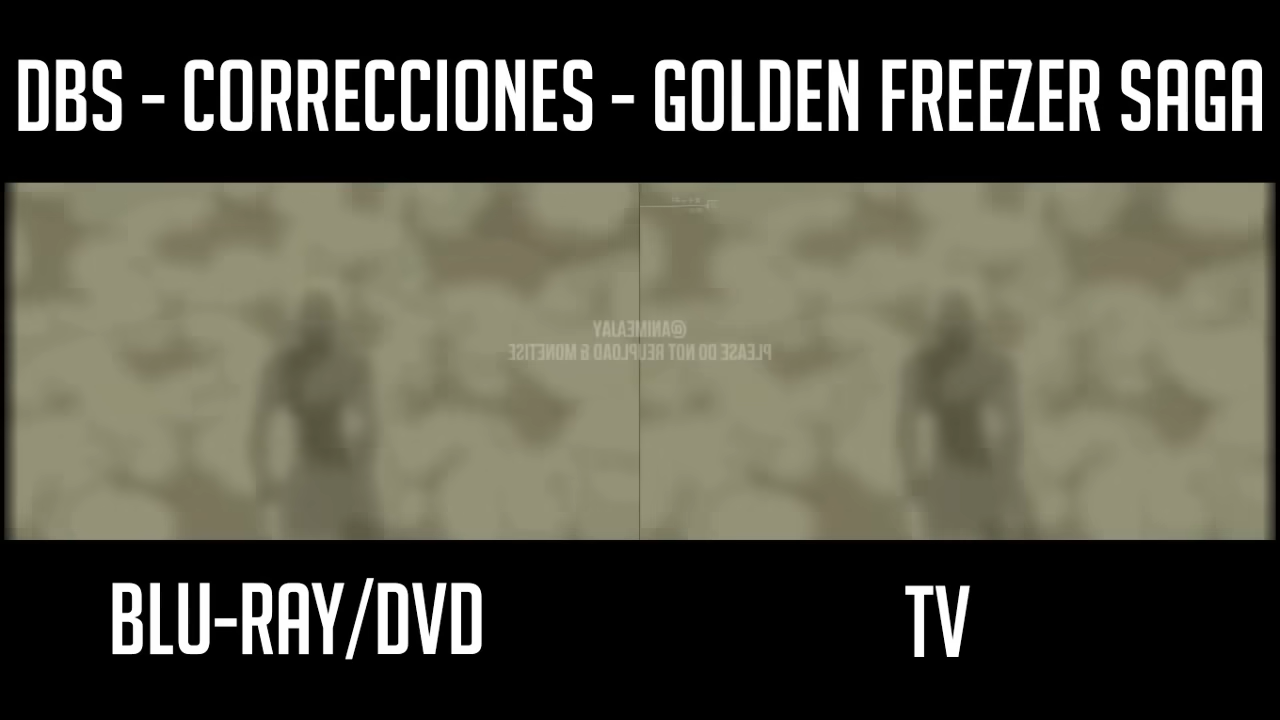 DBS - CORRECCIONES - GOLDEN FREEZER SAGA
@ANIMEAJAY
PLEASE DO NOT REUPLOAD & MONETISE
BLU-RAY/DVD
TV